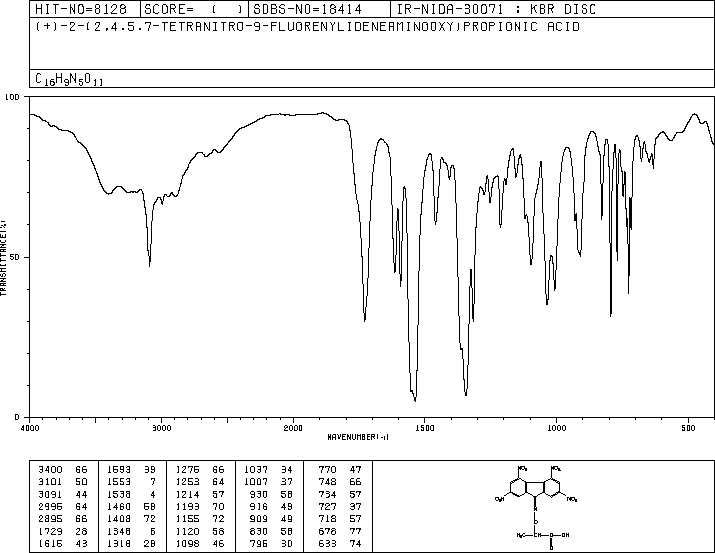 HIT-NO=8128 SCORE= ( ) SDBS-NO=18414 IR-NIDA-30071 : KBR DISC
(+)-2-(2,4,5,7-TETRANITRO-9-FLUORENYLIDENEAMINOOXY)PROPIONIC ACID
C16H9N5O11
100
50
0
TRANSMITTANCE(%)
4000 3000 2000 1500 1000 500
WAVENUMBER(-1)
3400 66 1593 39 1276 66 1037 34 770 47
3101 50 1553 7 1253 64 1007 37 748 66
3091 44 1538 4 1214 57 930 58 734 57
2995 64 1460 58 1193 70 916 49 727 37
2895 66 1408 72 1155 72 909 49 718 57
1729 28 1348 6 1120 58 830 58 678 77
1615 43 1318 28 1098 46 796 30 633 74
NO2 NO2
O2N NO2
N
O
H3C CH C OH
O